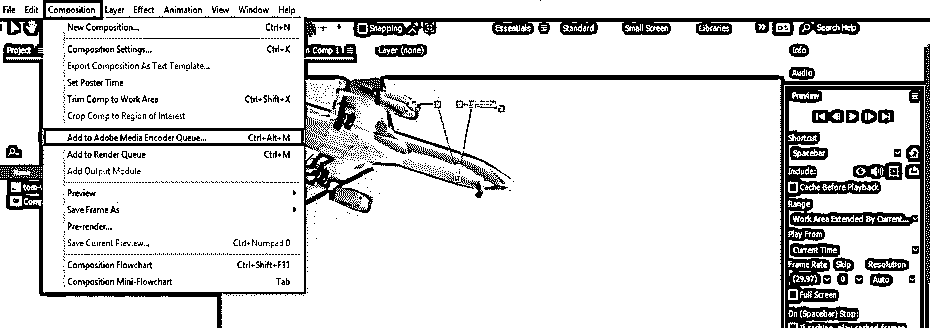 File Edit Composition Layer Effect Animation View Window Help
Snapping Essentials Standard Small Screen Libraries Search Help
Project Comp 1 Layer (none)
New Composition... Ctrl+N
Composition Settings... Ctrl+K
Export Composition As Text Template...
Set Poster Time
Trim Comp to Work Area Ctrl+Shift+X
Crop Comp to Region of Interest
Add to Adobe Media Encoder Queue... Ctrl+Alt+M
Add to Render Queue Ctrl+M
Add Output Module
Preview
Save Frame As
Pre-render...
Save Current Preview... Ctrl+Numpad 0
Composition Flowchart Ctrl+Shift+F11
Composition Mini-Flowchart Tab
Info
Audio
Preview
Shortcut
Spacebar
Include:
Cache Before Playback
Range
Work Area Extended By Current...
Play From
Current Time
Frame Rate Skip Resolution
(29.97) 0 Auto
Full Screen
On (Spacebar) Stop: